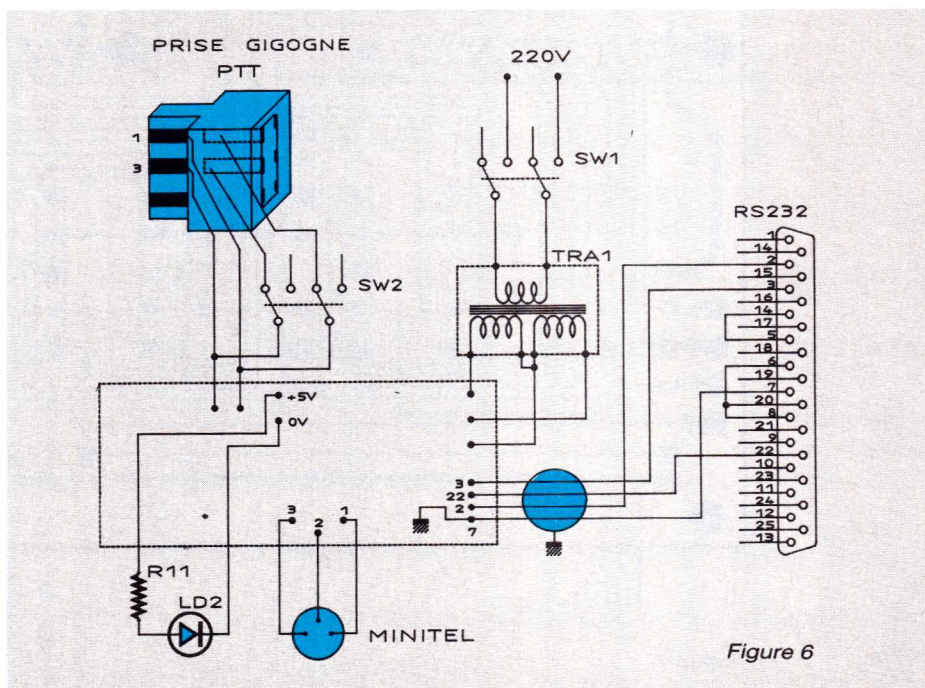 PRISE GIGOGNE
PTT
220V
1
3
SW1
SW2
TRA1
RS232
1
14
2
15
3
16
14
17
5
18
6
19
7
20
8
21
9
22
10
23
11
24
12
25
13
+5V
0V
3
22
2
7
3
2
1
R11
LD2
MINITEL
Figure 6